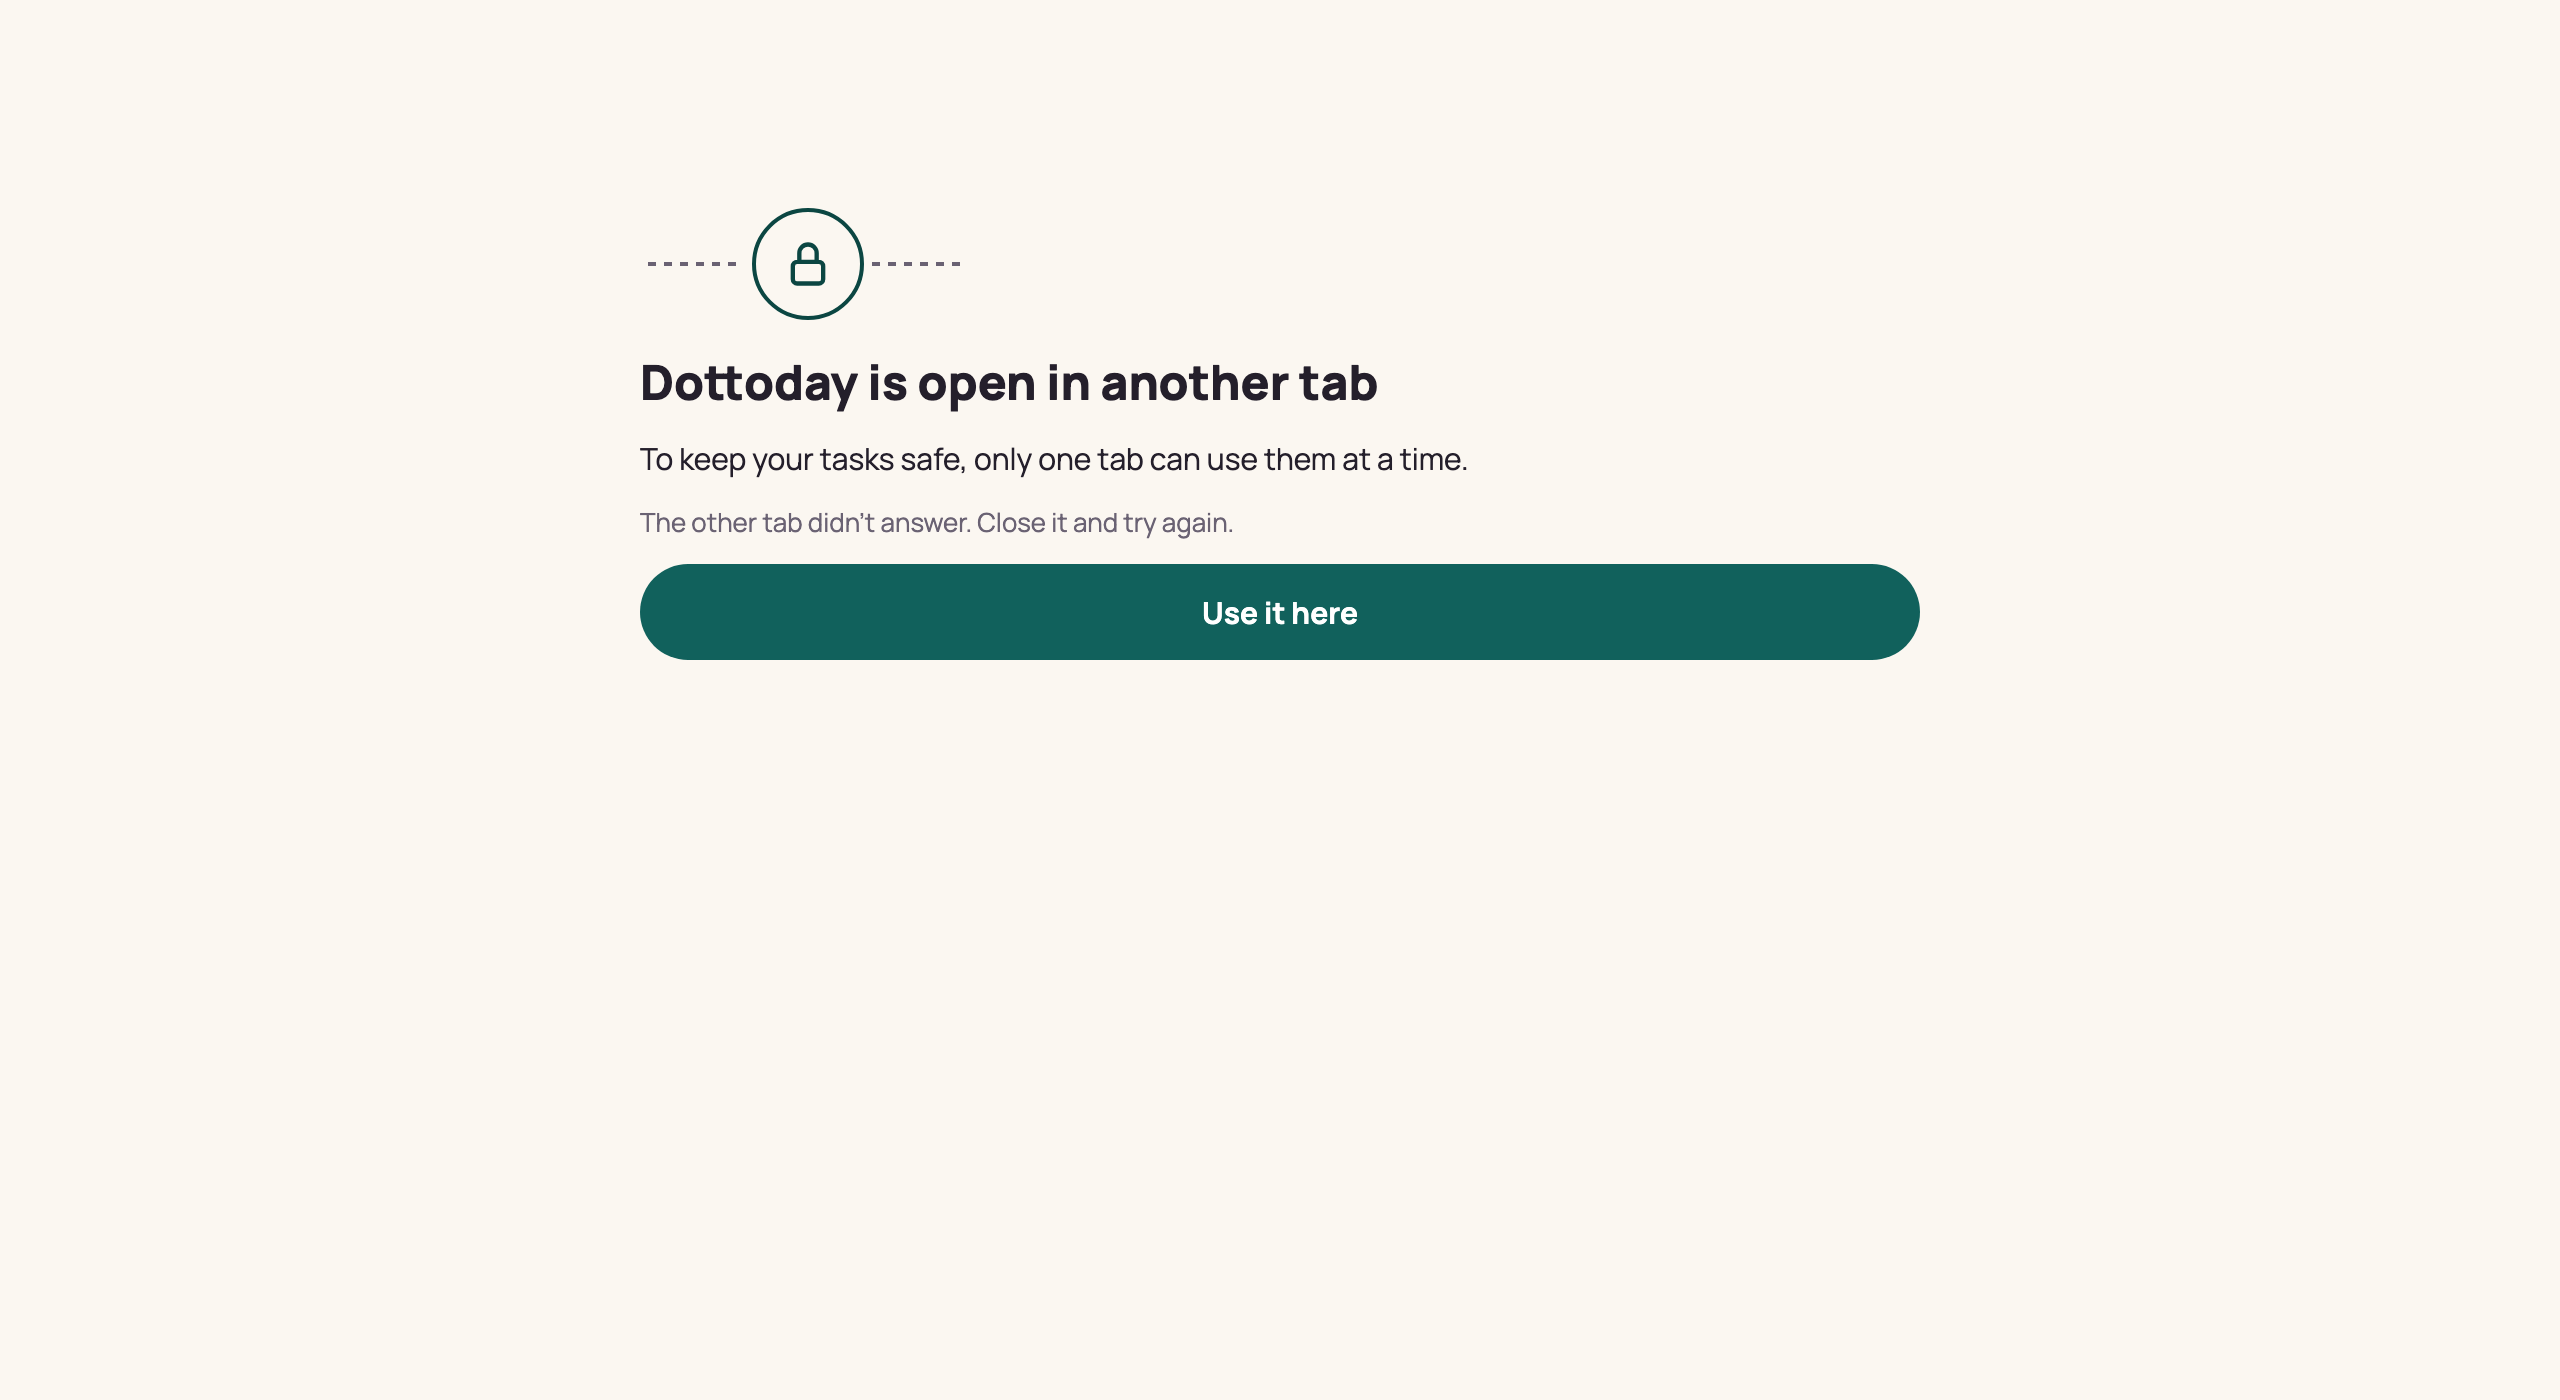 Dottoday is open in another tab
To keep your tasks safe, only one tab can use them at a time.
The other tab didn’t answer. Close it and try again.
Use it here